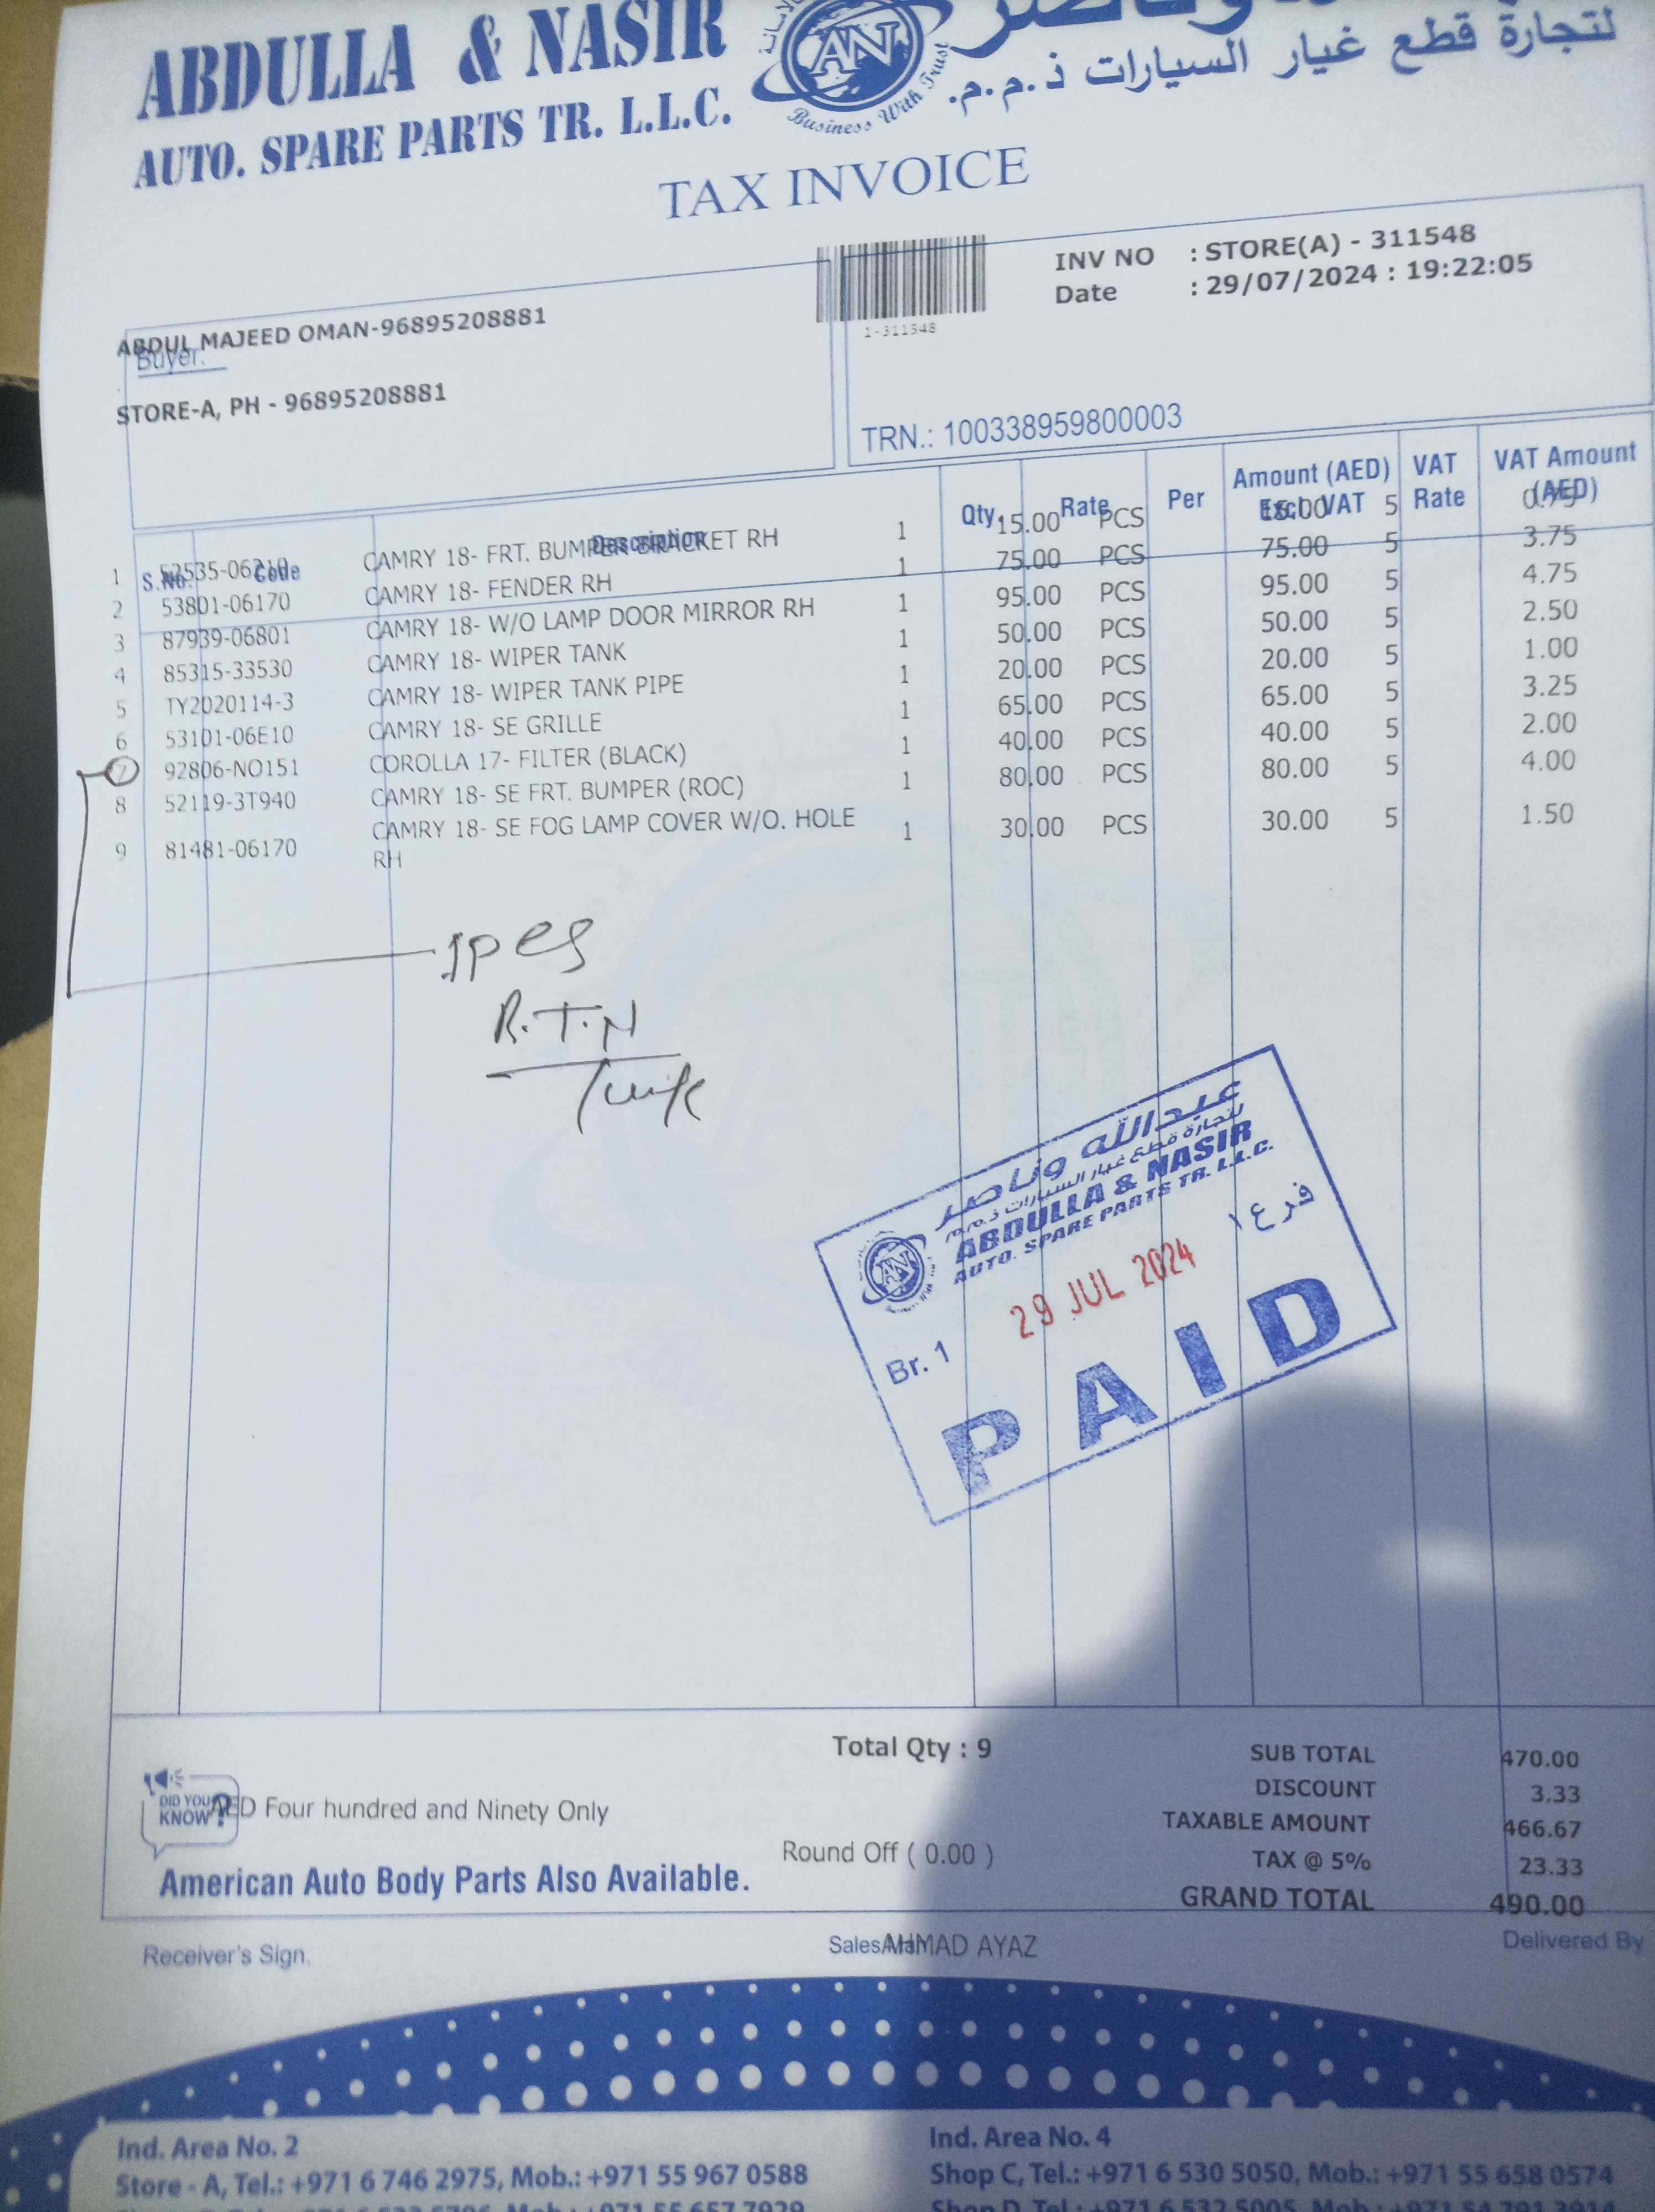 ABDULLA & NASIR
AUTO. SPARE PARTS TR. L.L.C.
AN
Business With Trust
لتجارة قطع غيار السيارات ذ.م.م.
TAX INVOICE
1-311548
INV NO : STORE(A) - 311548
Date : 29/07/2024 : 19:22:05
ABDUL MAJEED OMAN-96895208881
Buyer:
STORE-A, PH - 96895208881
TRN.: 100338959800003
S.No. Code Description Qty. Rate Per Amount (AED) Excl. VAT VAT Rate VAT Amount (AED)
1 52535-06210 CAMRY 18- FRT. BUMPER BRACKET RH 1 15.00 PCS 15.00 5 0.75
2 53801-06170 CAMRY 18- FENDER RH 1 75.00 PCS 75.00 5 3.75
3 87939-06801 CAMRY 18- W/O LAMP DOOR MIRROR RH 1 95.00 PCS 95.00 5 4.75
4 85315-33530 CAMRY 18- WIPER TANK 1 50.00 PCS 50.00 5 2.50
5 TY2020114-3 CAMRY 18- WIPER TANK PIPE 1 20.00 PCS 20.00 5 1.00
6 53101-06E10 CAMRY 18- SE GRILLE 1 65.00 PCS 65.00 5 3.25
7 92806-NO151 COROLLA 17- FILTER (BLACK) 1 40.00 PCS 40.00 5 2.00
8 52119-3T940 CAMRY 18- SE FRT. BUMPER (ROC) 1 80.00 PCS 80.00 5 4.00
9 81481-06170 CAMRY 18- SE FOG LAMP COVER W/O. HOLE RH 1 30.00 PCS 30.00 5 1.50
1pes
R.T.N
عبدالله وناصر
لتجارة قطع غيار السيارات ذ.م.م
ABDULLA & NASIR
AUTO. SPARE PARTS TR. L.L.C.
فرع ١
29 JUL 2024
Br. 1
PAID
Total Qty : 9
SUB TOTAL 470.00
DISCOUNT 3.33
TAXABLE AMOUNT 466.67
TAX @ 5% 23.33
GRAND TOTAL 490.00
DID YOU KNOW?
AED Four hundred and Ninety Only
Round Off ( 0.00 )
American Auto Body Parts Also Available.
Receiver's Sign.
SalesMan AHMAD AYAZ
Delivered By
Ind. Area No. 2
Store - A, Tel.: +971 6 746 2975, Mob.: +971 55 967 0588
Ind. Area No. 4
Shop C, Tel.: +971 6 530 5050, Mob.: +971 55 658 0574